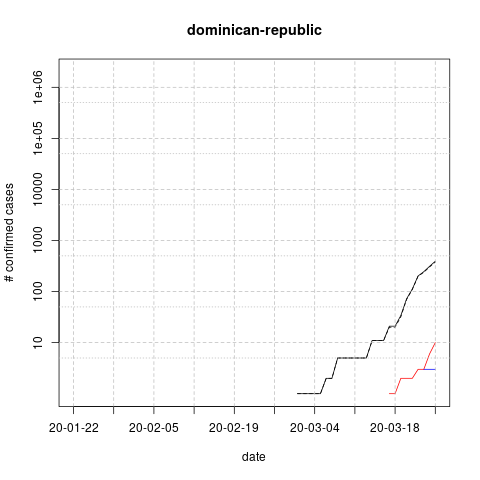 dominican-republic
# confirmed cases
1e+06
1e+05
10000
1000
100
10
20-01-22 20-02-05 20-02-19 20-03-04 20-03-18
date